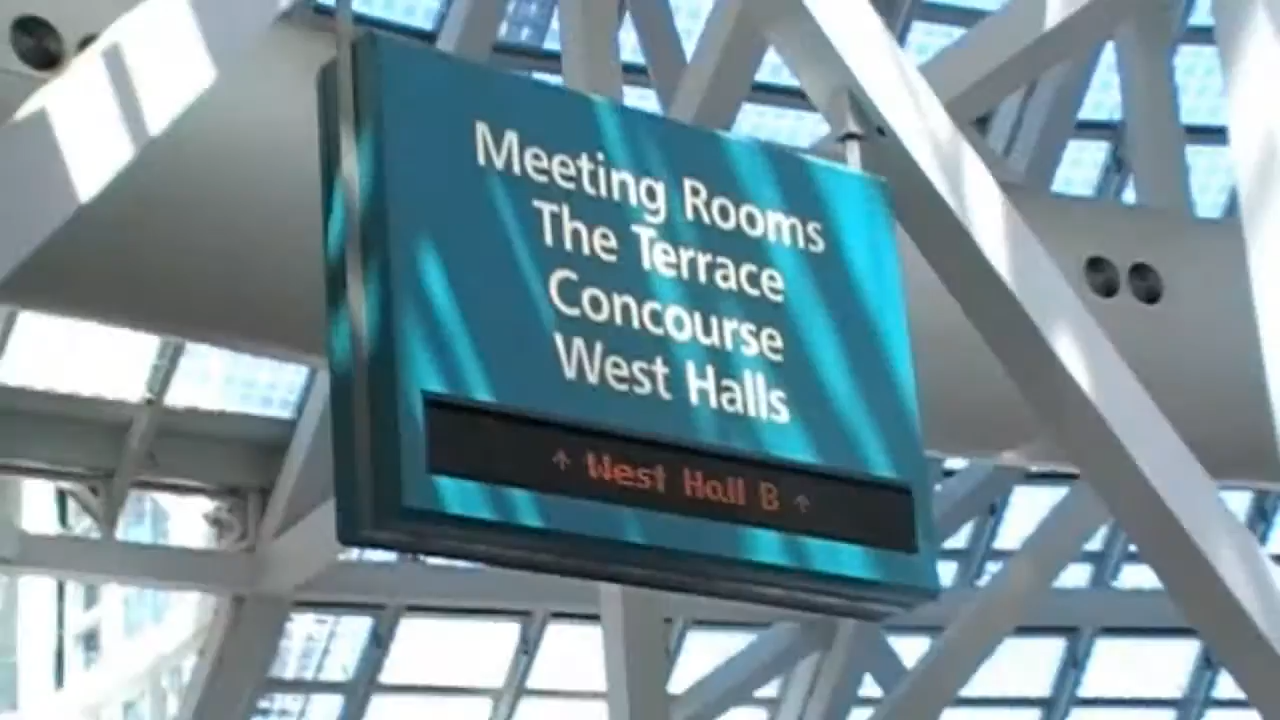 Meeting Rooms
The Terrace
Concourse
West Halls
↑ West Hall B ↑